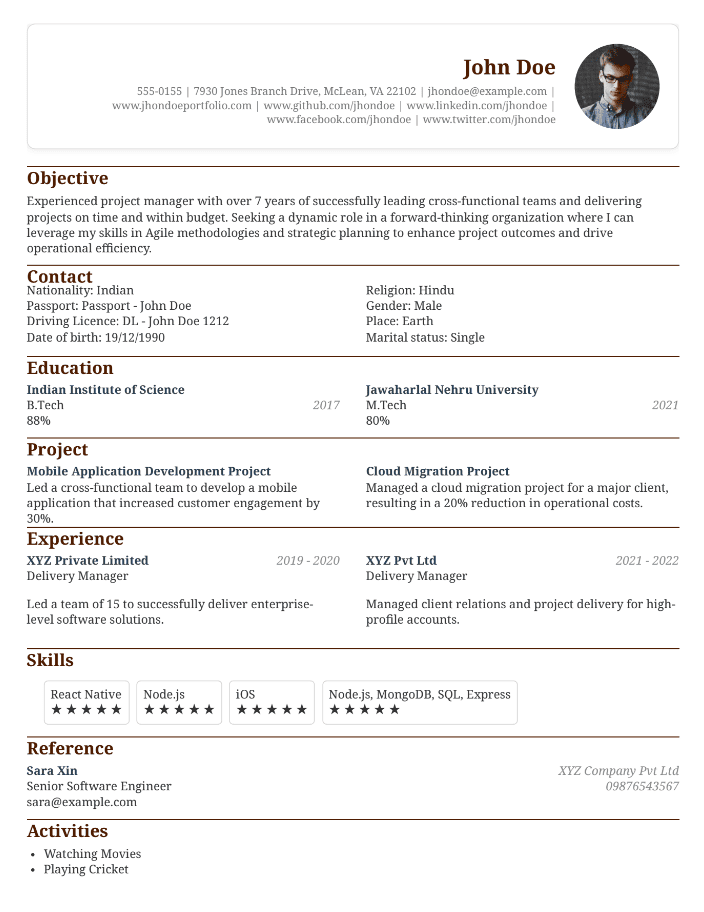 John Doe
555-0155 | 7930 Jones Branch Drive, McLean, VA 22102 | jhondoe@example.com |
www.jhondoeportfolio.com | www.github.com/jhondoe | www.linkedin.com/jhondoe |
www.facebook.com/jhondoe | www.twitter.com/jhondoe
Objective
Experienced project manager with over 7 years of successfully leading cross-functional teams and delivering
projects on time and within budget. Seeking a dynamic role in a forward-thinking organization where I can
leverage my skills in Agile methodologies and strategic planning to enhance project outcomes and drive
operational efficiency.
Contact
Nationality: Indian
Passport: Passport - John Doe
Driving Licence: DL - John Doe 1212
Date of birth: 19/12/1990
Religion: Hindu
Gender: Male
Place: Earth
Marital status: Single
Education
Indian Institute of Science
B.Tech 2017
88%
Jawaharlal Nehru University
M.Tech 2021
80%
Project
Mobile Application Development Project
Led a cross-functional team to develop a mobile
application that increased customer engagement by
30%.
Cloud Migration Project
Managed a cloud migration project for a major client,
resulting in a 20% reduction in operational costs.
Experience
XYZ Private Limited 2019 - 2020
Delivery Manager
Led a team of 15 to successfully deliver enterprise-
level software solutions.
XYZ Pvt Ltd 2021 - 2022
Delivery Manager
Managed client relations and project delivery for high-
profile accounts.
Skills
React Native
★ ★ ★ ★ ★
Node.js
★ ★ ★ ★ ★
iOS
★ ★ ★ ★ ★
Node.js, MongoDB, SQL, Express
★ ★ ★ ★ ★
Reference
Sara Xin XYZ Company Pvt Ltd
Senior Software Engineer 09876543567
sara@example.com
Activities
• Watching Movies
• Playing Cricket